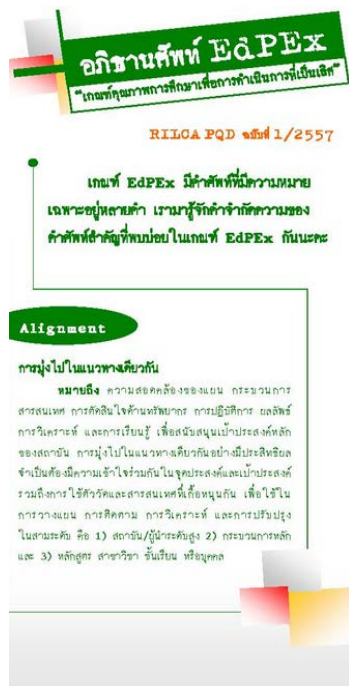 อภิธานศัพท์ EdPEx
"เกณฑ์คุณภาพการศึกษาเพื่อการดำเนินการที่เป็นเลิศ"
RILCA PQD ฉบับที่ 1/2557
เกณฑ์ EdPEx มีคำศัพท์ที่มีความหมาย
เฉพาะอยู่หลายคำ เรามารู้จักคำจำกัดความของ
คำศัพท์สำคัญที่พบบ่อยในเกณฑ์ EdPEx กันนะคะ
Alignment
การมุ่งไปในแนวทางเดียวกัน
หมายถึง ความสอดคล้องของแผน กระบวนการ
สารสนเทศ การตัดสินใจด้านทรัพยากร การปฏิบัติการ ผลลัพธ์
การวิเคราะห์ และการเรียนรู้ เพื่อสนับสนุนเป้าประสงค์หลัก
ของสถาบัน การมุ่งไปในแนวทางเดียวกันอย่างมีประสิทธิผล
จำเป็นต้องมีความเข้าใจร่วมกันในจุดประสงค์และเป้าประสงค์
รวมถึงการใช้ตัววัดและสารสนเทศที่เกื้อหนุนกัน เพื่อใช้ใน
การวางแผน การติดตาม การวิเคราะห์ และการปรับปรุง
ในสามระดับ คือ 1) สถาบัน/ผู้นำระดับสูง 2) กระบวนการหลัก
และ 3) หลักสูตร สาขาวิชา ชั้นเรียน หรือบุคคล